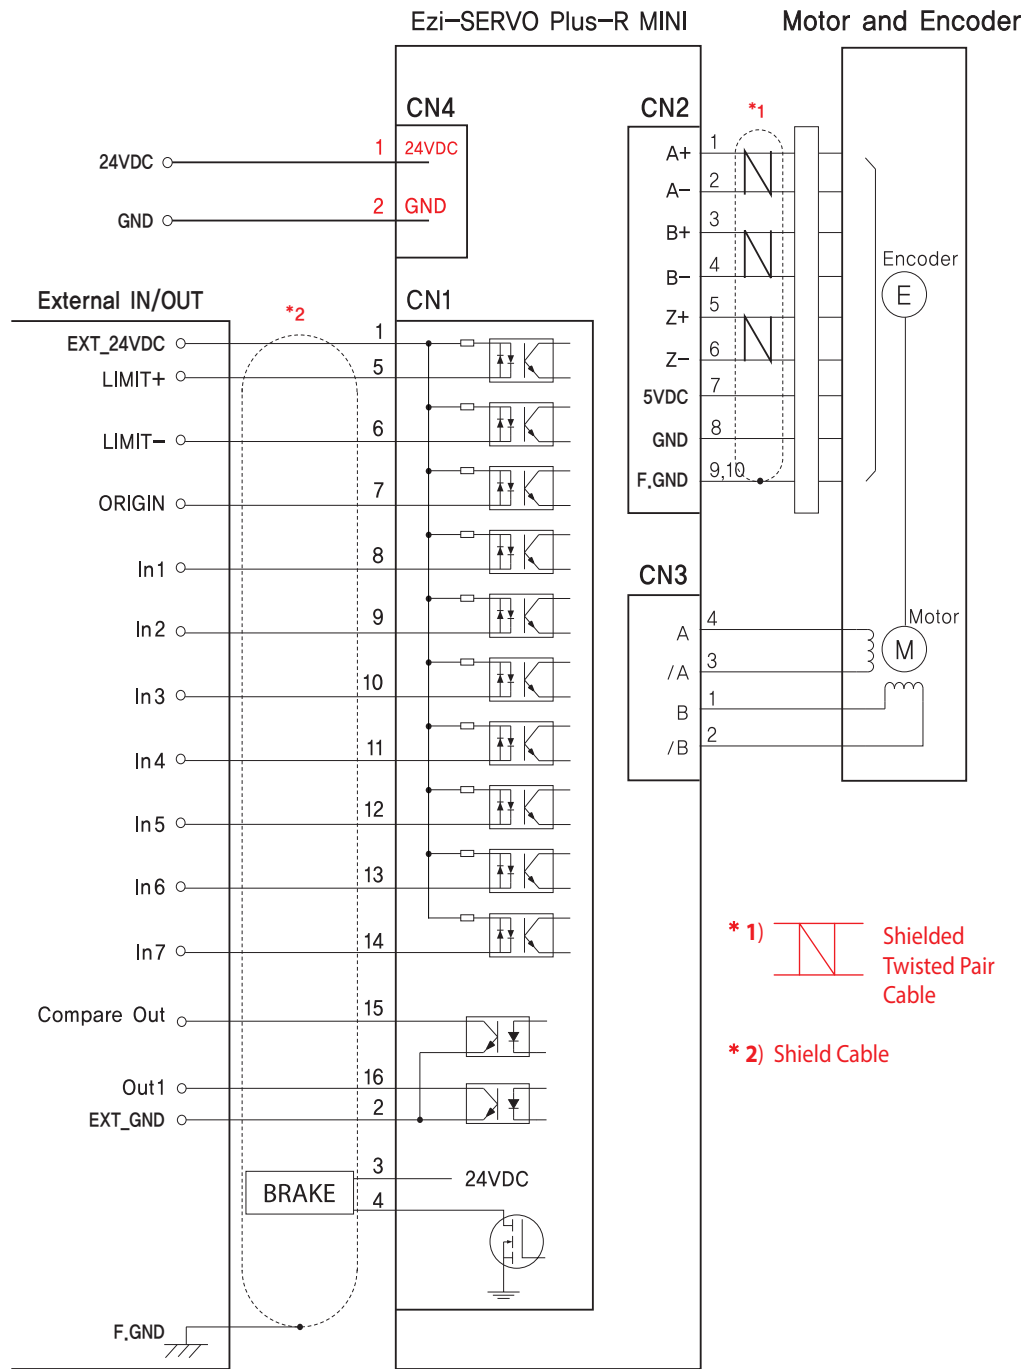 Ezi-SERVO Plus-R MINI
Motor and Encoder
CN4
1 24VDC
24VDC
2 GND
GND
CN2
*1
A+ 1
A- 2
B+ 3
B- 4
Z+ 5
Z- 6
5VDC 7
GND 8
F.GND 9,10
Encoder
E
External IN/OUT
*2
CN1
EXT_24VDC 1
LIMIT+ 5
LIMIT- 6
ORIGIN 7
In1 8
In2 9
In3 10
In4 11
In5 12
In6 13
In7 14
Compare Out 15
Out1 16
EXT_GND 2
BRAKE
3 24VDC
4
F.GND
CN3
A 4
/A 3
B 1
/B 2
Motor
M
* 1) Shielded
Twisted Pair
Cable
* 2) Shield Cable